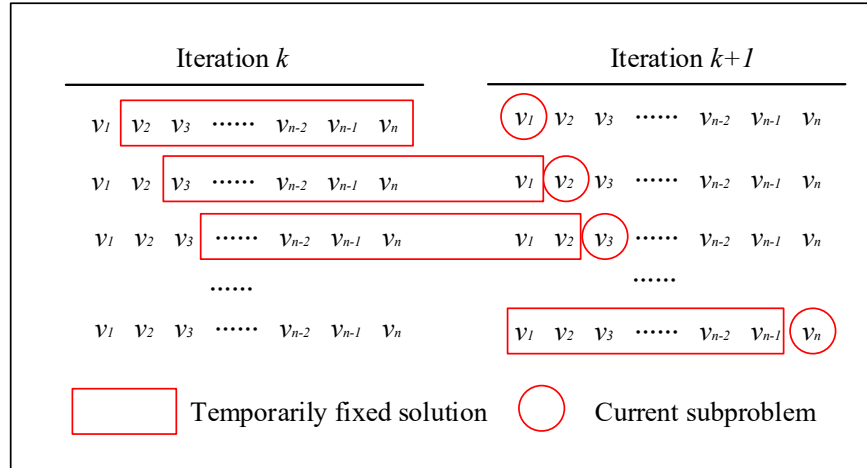 Iteration k Iteration k+1
v1 v2 v3 ...... vn-2 vn-1 vn v1 v2 v3 ...... vn-2 vn-1 vn
v1 v2 v3 ...... vn-2 vn-1 vn v1 v2 v3 ...... vn-2 vn-1 vn
v1 v2 v3 ...... vn-2 vn-1 vn v1 v2 v3 ...... vn-2 vn-1 vn
...... ......
v1 v2 v3 ...... vn-2 vn-1 vn v1 v2 v3 ...... vn-2 vn-1 vn
Temporarily fixed solution Current subproblem